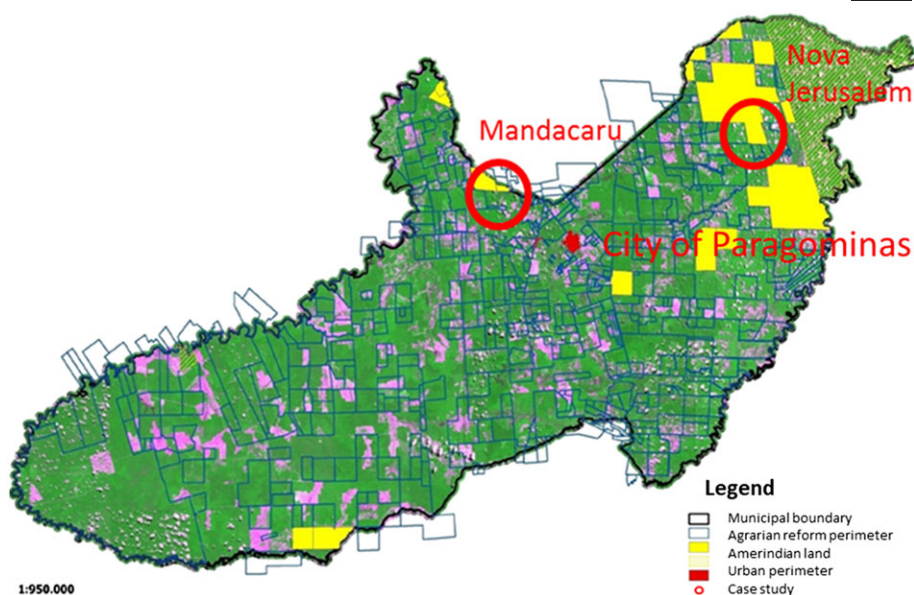 Nova
Jerusalem
Mandacaru
City of Paragominas
Legend
Municipal boundary
Agrarian reform perimeter
Amerindian land
Urban perimeter
Case study
1:950.000